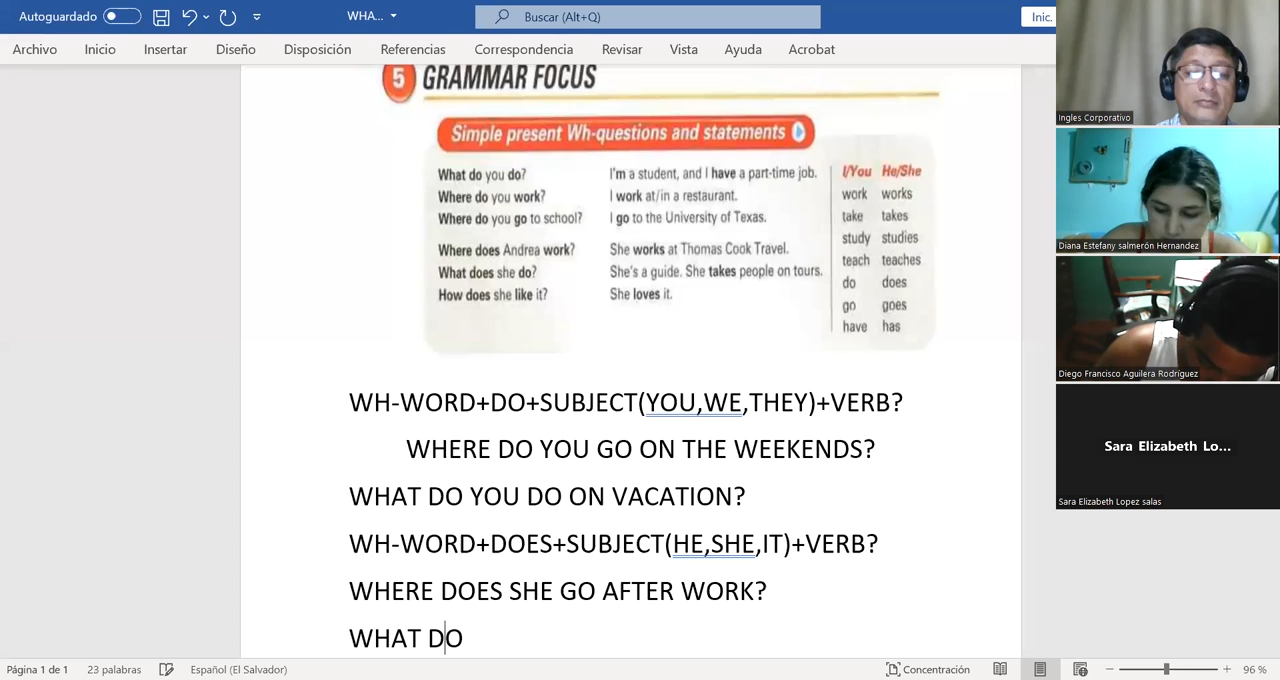 Autoguardado
WHA...
Buscar (Alt+Q)
Inic.
Archivo Inicio Insertar Diseño Disposición Referencias Correspondencia Revisar Vista Ayuda Acrobat
5 GRAMMAR FOCUS
Simple present Wh-questions and statements
What do you do? I'm a student, and I have a part-time job.
Where do you work? I work at/in a restaurant.
Where do you go to school? I go to the University of Texas.
Where does Andrea work? She works at Thomas Cook Travel.
What does she do? She's a guide. She takes people on tours.
How does she like it? She loves it.
I/You He/She
work works
take takes
study studies
teach teaches
do does
go goes
have has
WH-WORD+DO+SUBJECT(YOU,WE,THEY)+VERB?
WHERE DO YOU GO ON THE WEEKENDS?
WHAT DO YOU DO ON VACATION?
WH-WORD+DOES+SUBJECT(HE,SHE,IT)+VERB?
WHERE DOES SHE GO AFTER WORK?
WHAT DO
Ingles Corporativo
Diana Estefany salmerón Hernandez
Diego Francisco Aguilera Rodríguez
Sara Elizabeth Lo...
Sara Elizabeth Lopez salas
Página 1 de 1 23 palabras Español (El Salvador) Concentración 96 %